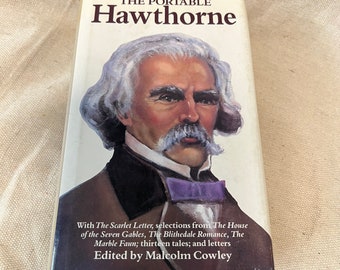 THE PORTABLE
Hawthorne
With The Scarlet Letter, selections from The House
of the Seven Gables, The Blithedale Romance, The
Marble Faun; thirteen tales; and letters
Edited by Malcolm Cowley